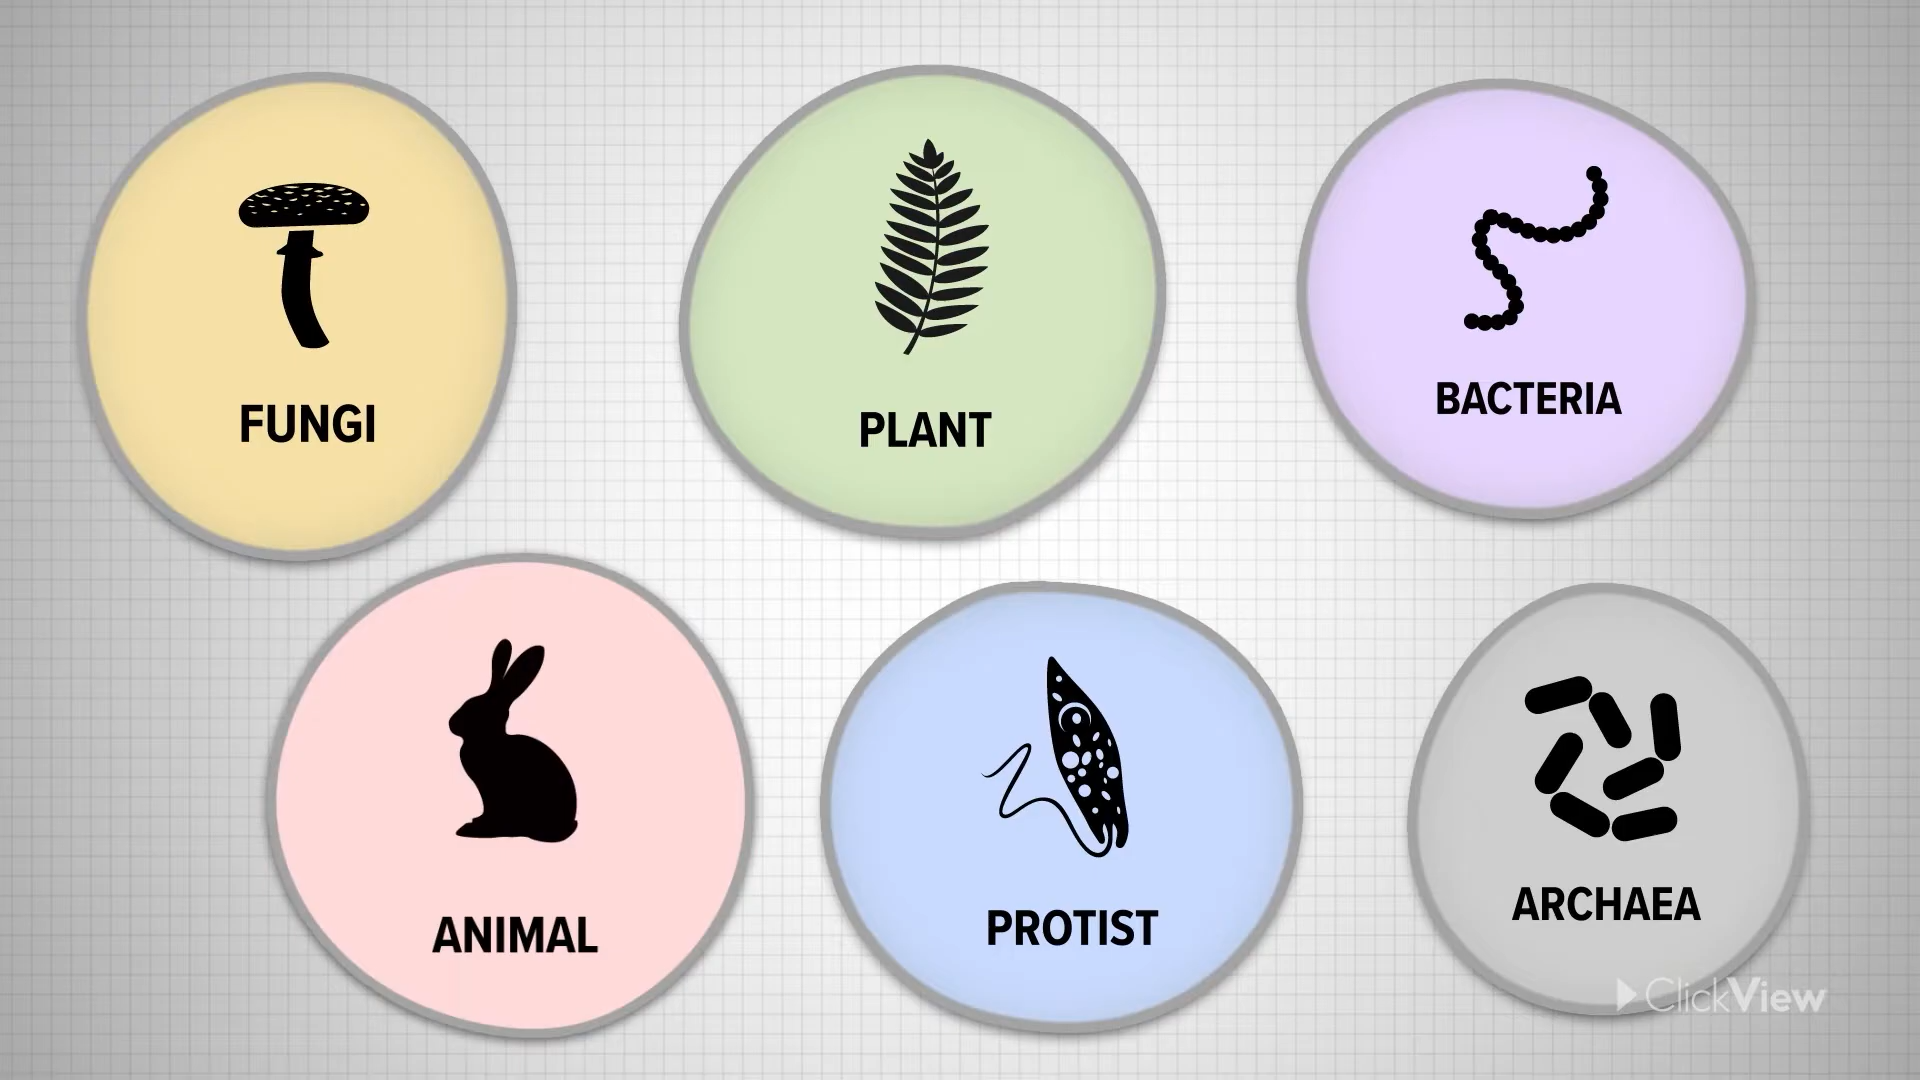 FUNGI
PLANT
BACTERIA
ANIMAL
PROTIST
ARCHAEA
ClickView